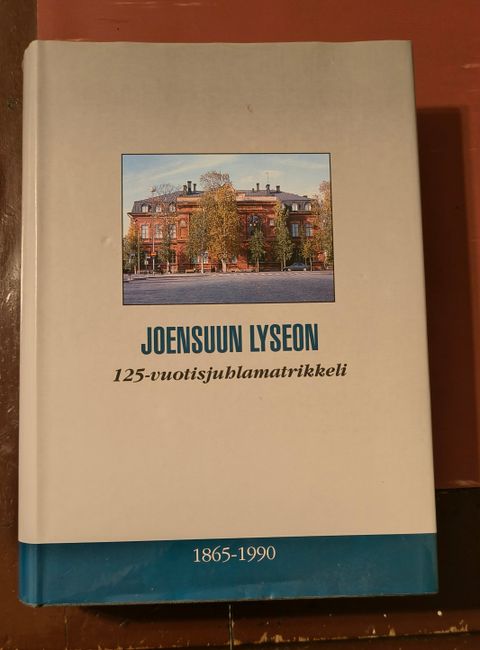 JOENSUUN LYSEON
125-vuotisjuhlamatrikkeli
1865-1990